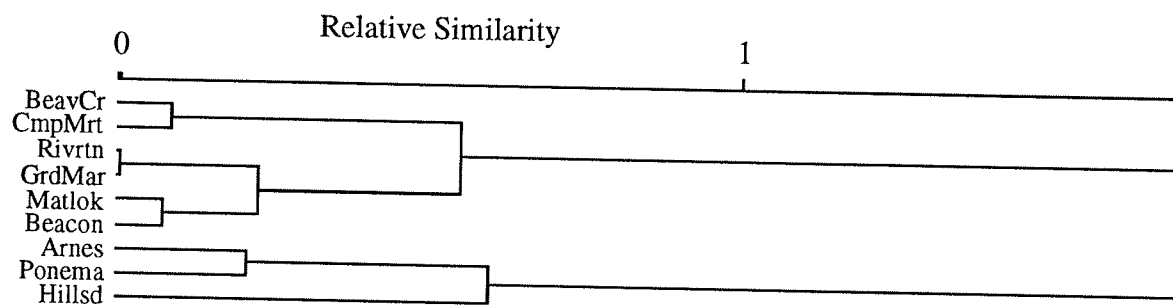 Relative Similarity
0
1
BeavCr
CmpMrt
Rivrtn
GrdMar
Matlok
Beacon
Arnes
Ponema
Hillsd